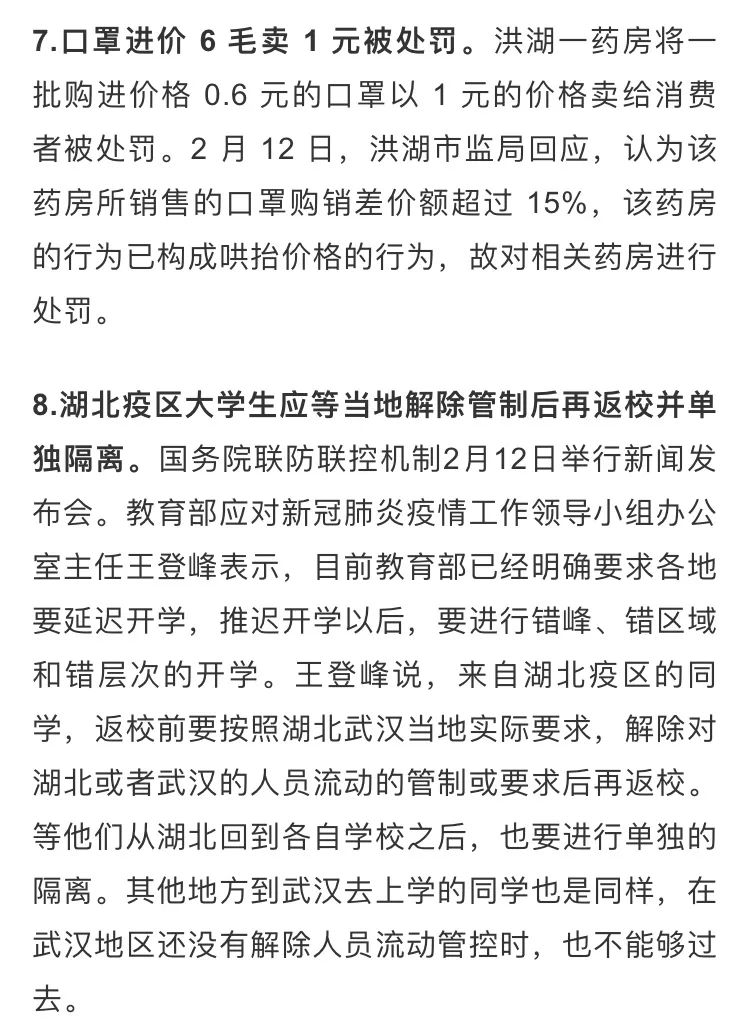 7.口罩进价 6 毛卖 1 元被处罚。洪湖一药房将一
批购进价格 0.6 元的口罩以 1 元的价格卖给消费
者被处罚。2 月 12 日，洪湖市监局回应，认为该
药房所销售的口罩购销差价额超过 15%，该药房
的行为已构成哄抬价格的行为，故对相关药房进行
处罚。
8.湖北疫区大学生应等当地解除管制后再返校并单
独隔离。国务院联防联控机制2月12日举行新闻发
布会。教育部应对新冠肺炎疫情工作领导小组办公
室主任王登峰表示，目前教育部已经明确要求各地
要延迟开学，推迟开学以后，要进行错峰、错区域
和错层次的开学。王登峰说，来自湖北疫区的同
学，返校前要按照湖北武汉当地实际要求，解除对
湖北或者武汉的人员流动的管制或要求后再返校。
等他们从湖北回到各自学校之后，也要进行单独的
隔离。其他地方到武汉去上学的同学也是同样，在
武汉地区还没有解除人员流动管控时，也不能够过
去。